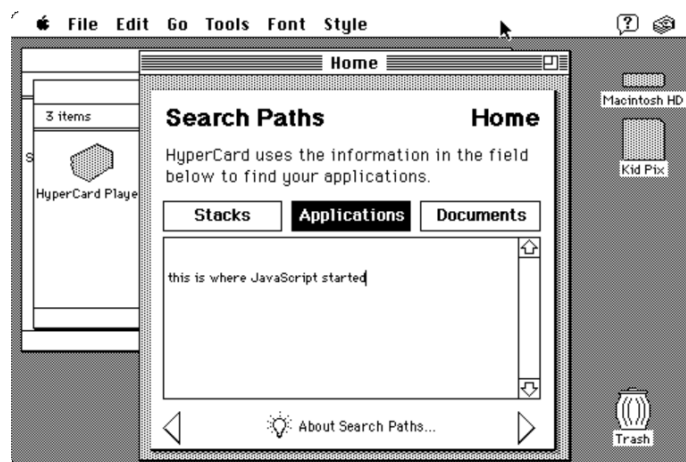 File Edit Go Tools Font Style
Home
3 items
S
HyperCard Playe
Search Paths
Home
HyperCard uses the information in the field
below to find your applications.
Stacks
Applications
Documents
this is where JavaScript started
About Search Paths...
Macintosh HD
Kid Pix
Trash